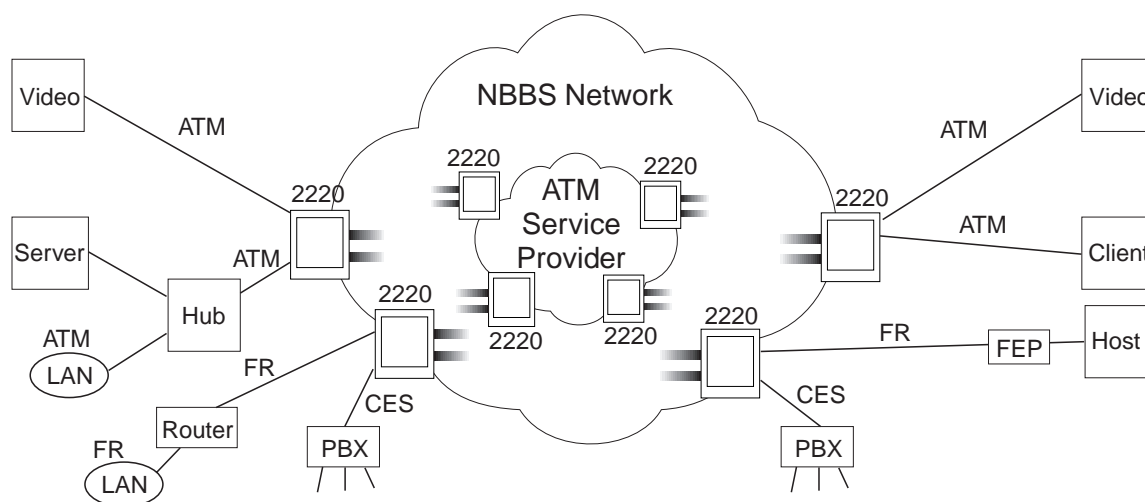 NBBS Network
Video
Video
ATM
ATM
2220
2220
ATM
Service
Provider
2220
2220
ATM
Server
Client
ATM
Hub
2220
2220
2220
2220
ATM
LAN
FR
FR
FEP
Host
CES
CES
Router
FR
LAN
PBX
PBX